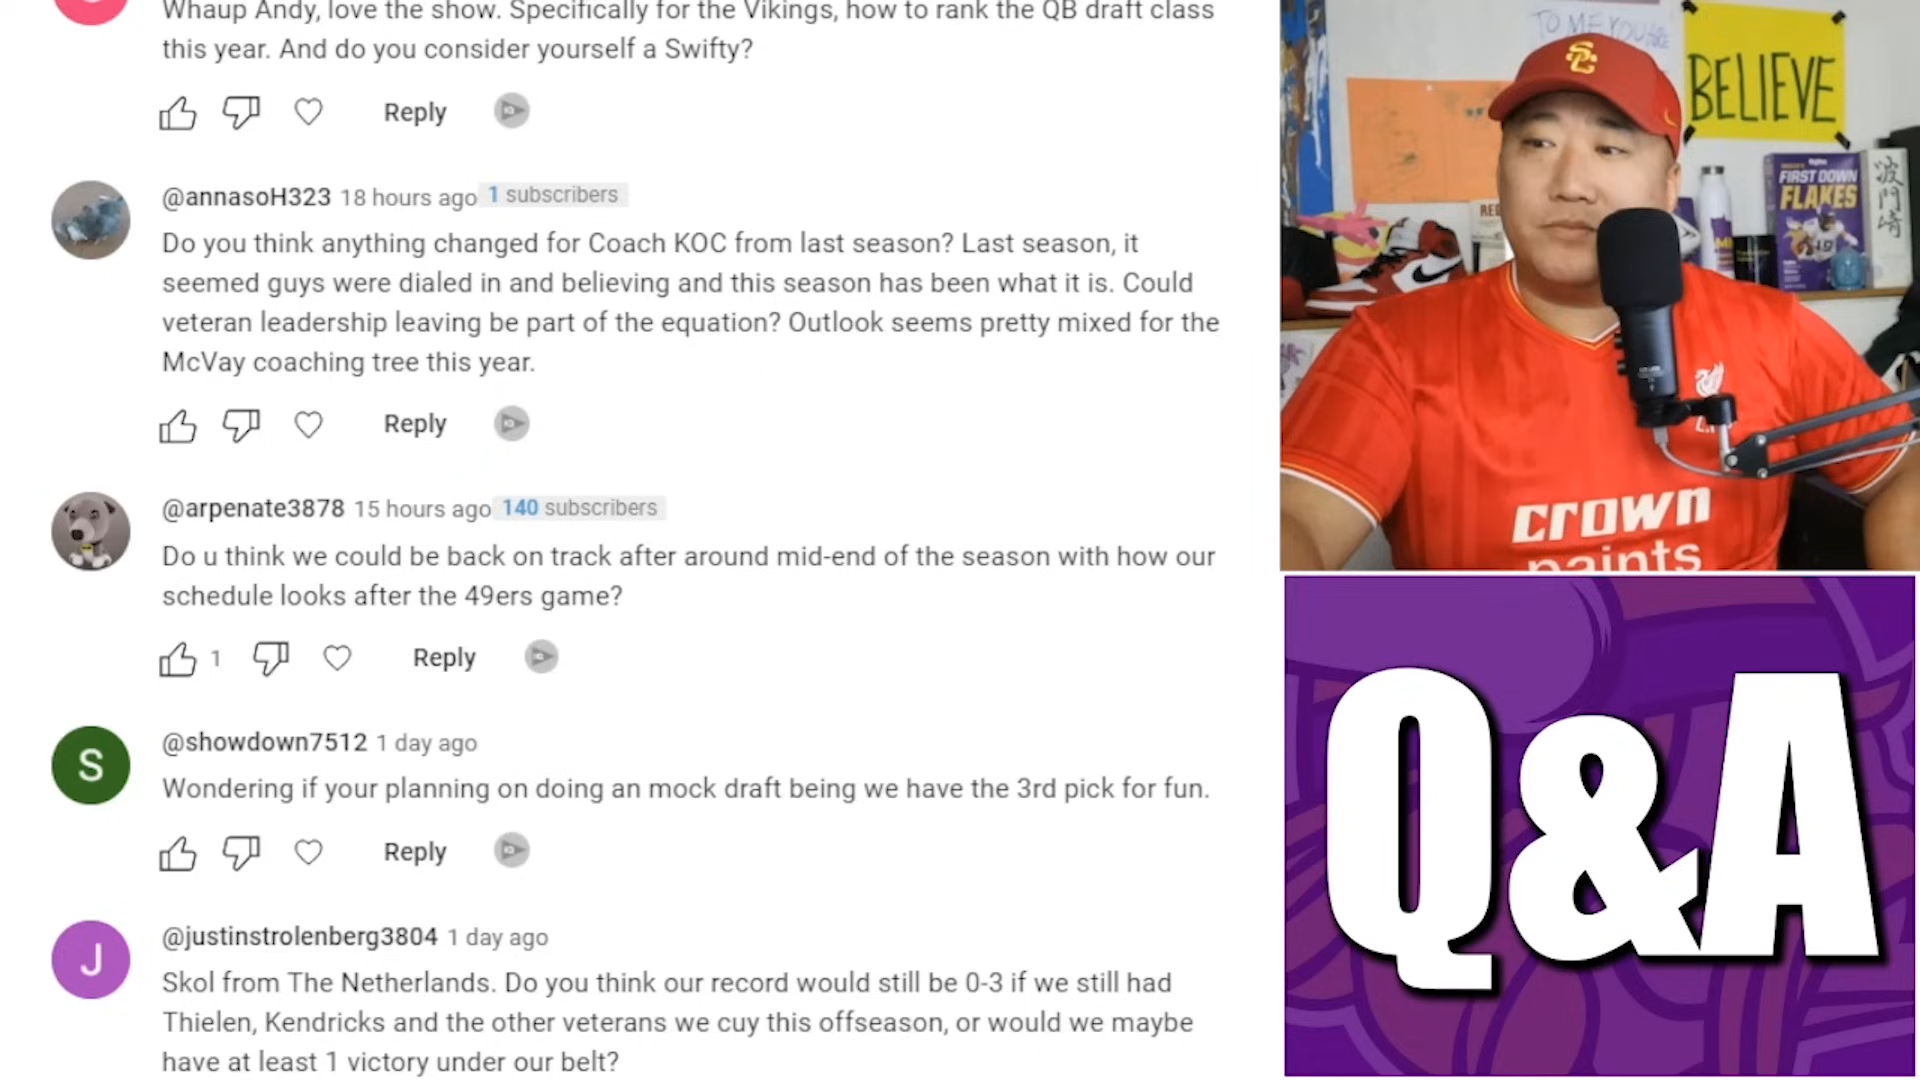 Whaup Andy, love the show. Specifically for the Vikings, how to rank the QB draft class
this year. And do you consider yourself a Swifty?
Reply
@annasoH323 18 hours ago 1 subscribers
Do you think anything changed for Coach KOC from last season? Last season, it
seemed guys were dialed in and believing and this season has been what it is. Could
veteran leadership leaving be part of the equation? Outlook seems pretty mixed for the
McVay coaching tree this year.
Reply
@arpenate3878 15 hours ago 140 subscribers
Do u think we could be back on track after around mid-end of the season with how our
schedule looks after the 49ers game?
1 Reply
S
@showdown7512 1 day ago
Wondering if your planning on doing an mock draft being we have the 3rd pick for fun.
Reply
J
@justinstrolenberg3804 1 day ago
Skol from The Netherlands. Do you think our record would still be 0-3 if we still had
Thielen, Kendricks and the other veterans we cuy this offseason, or would we maybe
have at least 1 victory under our belt?
TO ME YOU ARE
BELIEVE
SC
FIRST DOWN
FLAKES
19
波
門
崎
crown
paints
Q&A